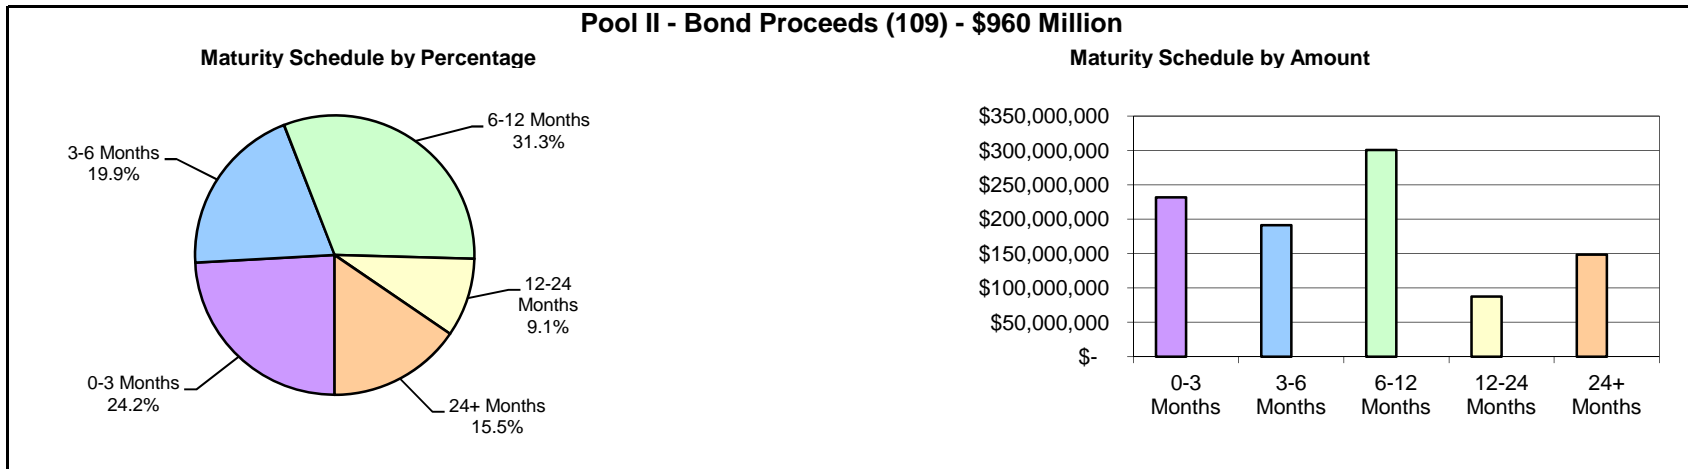 Pool II - Bond Proceeds (109) - $960 Million
Maturity Schedule by Percentage
6-12 Months
31.3%
3-6 Months
19.9%
12-24
Months
9.1%
0-3 Months
24.2%
24+ Months
15.5%
Maturity Schedule by Amount
$350,000,000
$300,000,000
$250,000,000
$200,000,000
$150,000,000
$100,000,000
$50,000,000
$-
0-3
Months
3-6
Months
6-12
Months
12-24
Months
24+
Months